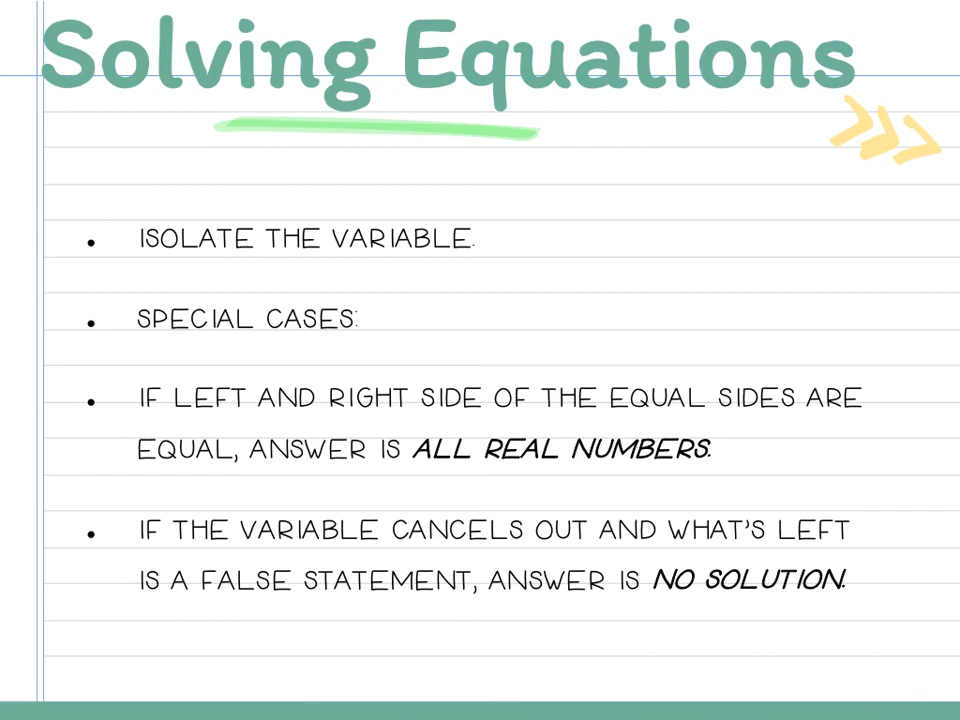 Solving Equations
• ISOLATE THE VARIABLE.
• SPECIAL CASES:
• IF LEFT AND RIGHT SIDE OF THE EQUAL SIDES ARE
EQUAL, ANSWER IS ALL REAL NUMBERS.
• IF THE VARIABLE CANCELS OUT AND WHAT'S LEFT
IS A FALSE STATEMENT, ANSWER IS NO SOLUTION.